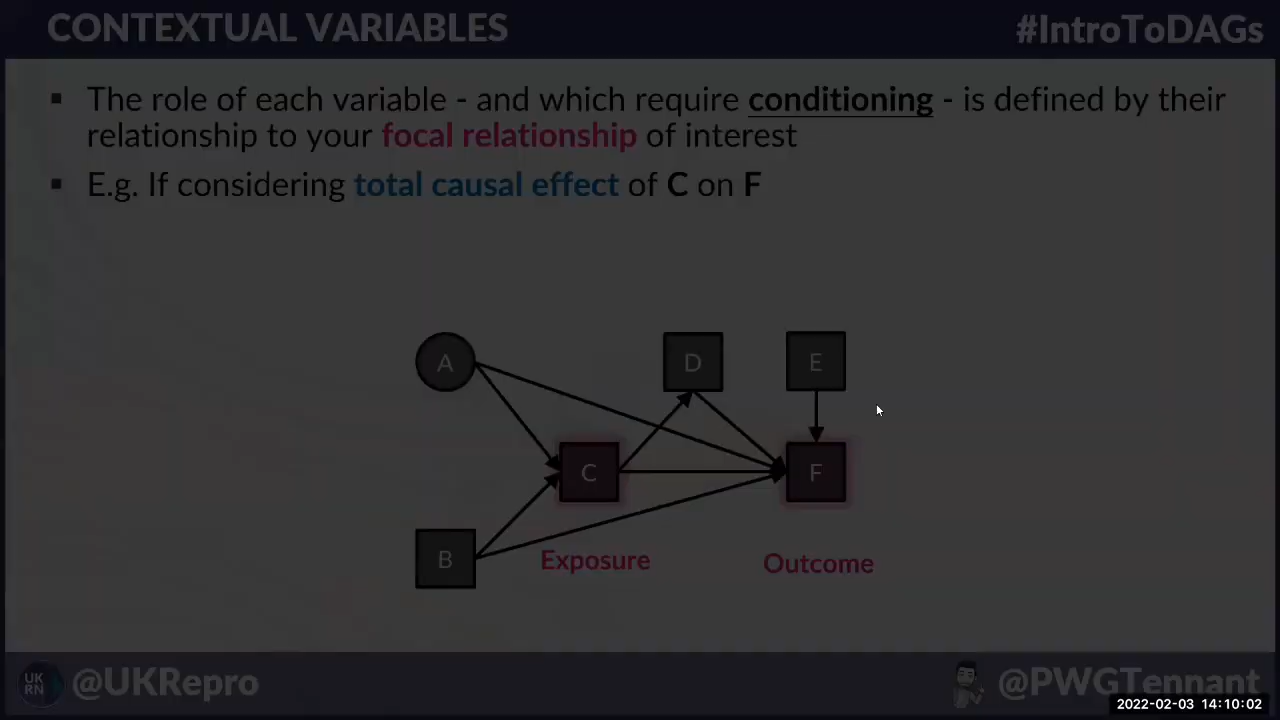 CONTEXTUAL VARIABLES
#IntroToDAGs
▪ The role of each variable - and which require conditioning - is defined by their
relationship to your focal relationship of interest
▪ E.g. If considering total causal effect of C on F
A
D
E
C
F
B
Exposure
Outcome
UK
RN
@UKRepro
@PWGTennant
2022-02-03 14:10:02